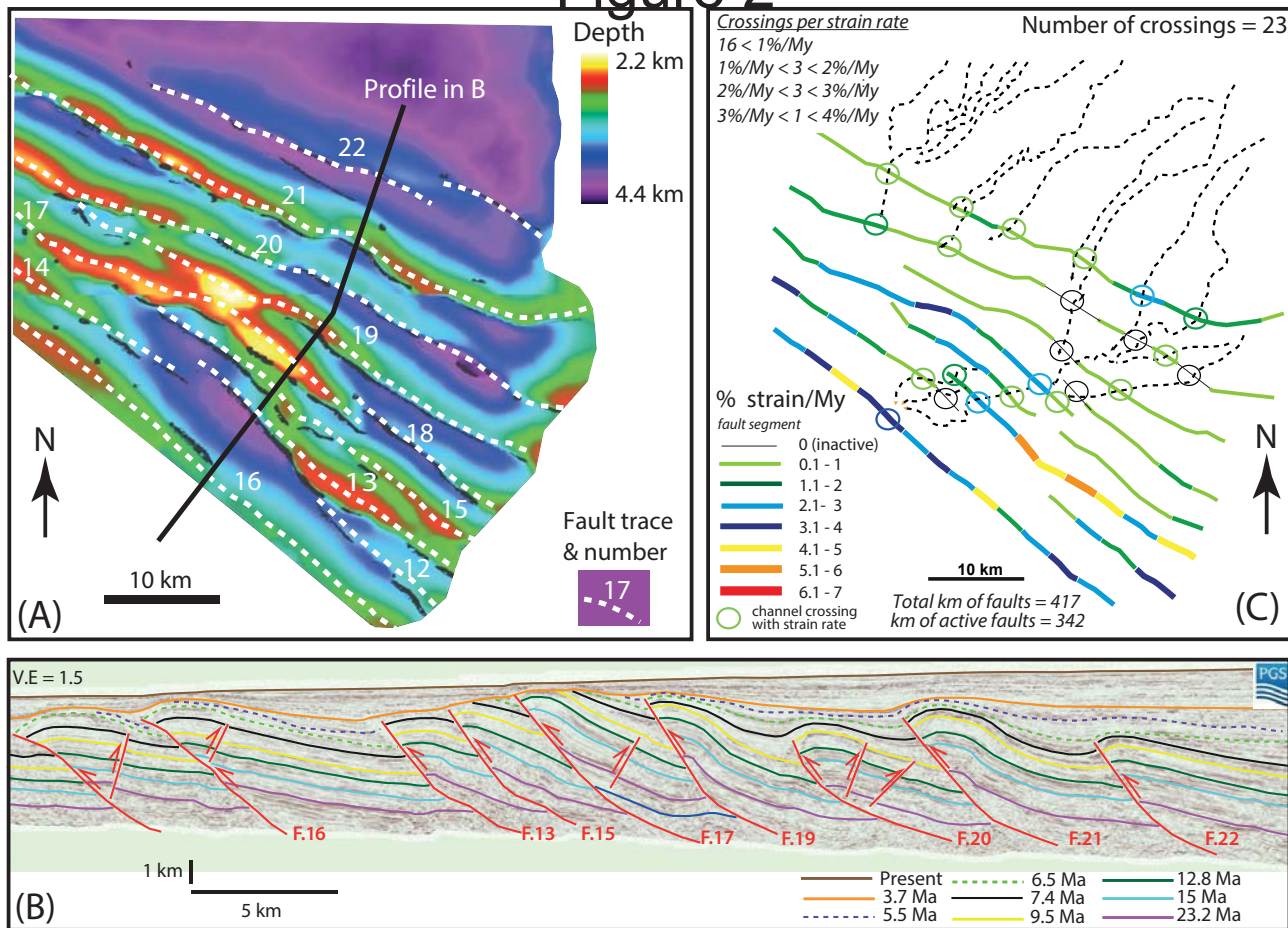 Figure 2
Depth
2.2 km
4.4 km
Profile in B
22
21
20
17
14
19
18
16
13
15
12
N
10 km
Fault trace
& number
17
(A)
Crossings per strain rate
16 < 1%/My
1%/My < 3 < 2%/My
2%/My < 3 < 3%/My
3%/My < 1 < 4%/My
Number of crossings = 23
% strain/My
fault segment
0 (inactive)
0.1 - 1
1.1 - 2
2.1- 3
3.1 - 4
4.1 - 5
5.1 - 6
6.1 - 7
channel crossing
with strain rate
10 km
Total km of faults = 417
km of active faults = 342
N
(C)
V.E = 1.5
PGS
F.16
F.13
F.15
F.17
F.19
F.20
F.21
F.22
1 km
5 km
(B)
Present
3.7 Ma
5.5 Ma
6.5 Ma
7.4 Ma
9.5 Ma
12.8 Ma
15 Ma
23.2 Ma